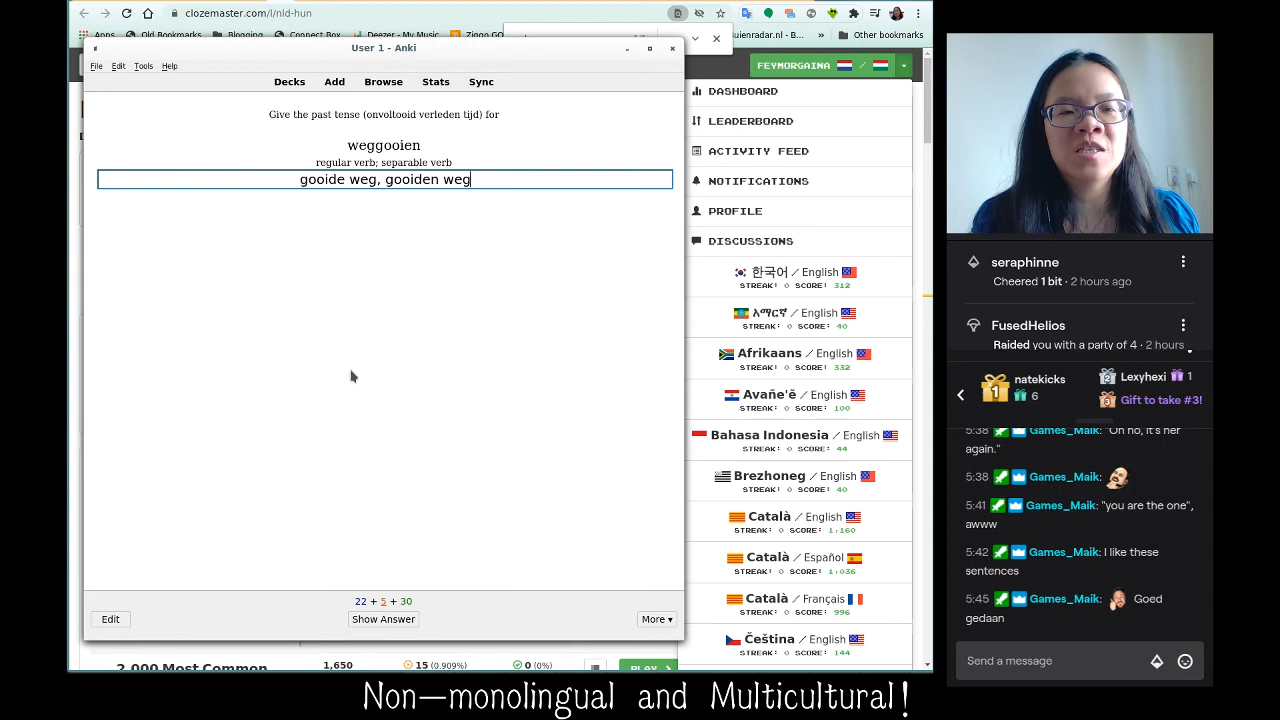 clozemaster.com/l/nld-hun
Apps
Old Bookmarks
Blogging
Connect Box
Deezer - My Music
Ziggo GO
uienradar.nl-B...
»
Other bookmarks
User 1 - Anki
File Edit Tools Help
Decks Add Browse Stats Sync
Give the past tense (onvoltooid verleden tijd) for
weggooien
regular verb; separable verb
gooide weg, gooiden weg
22 + 5 + 30
Edit
Show Answer
More ▾
2,000 Most Common
1,650
15 (0.909%)
0 (0%)
PLAY
FEYMORGAINA /
DASHBOARD
LEADERBOARD
ACTIVITY FEED
NOTIFICATIONS
PROFILE
DISCUSSIONS
한국어 / English
STREAK: 0 SCORE: 312
አማርኛ / English
STREAK: 0 SCORE: 40
Afrikaans / English
STREAK: 0 SCORE: 332
Avañe'ẽ / English
STREAK: 0 SCORE: 100
Bahasa Indonesia / English
STREAK: 0 SCORE: 44
Brezhoneg / English
STREAK: 0 SCORE: 40
Català / English
STREAK: 0 SCORE: 1,160
Català / Español
STREAK: 0 SCORE: 1,036
Català / Français
STREAK: 0 SCORE: 996
Čeština / English
STREAK: 0 SCORE: 144
seraphinne
Cheered 1 bit · 2 hours ago
FusedHelios
Raided you with a party of 4 · 2 hours
natekicks
6
Lexyhexi 1
Gift to take #3!
5:38 Games_Maik: "Oh no, it's her
again."
5:38 Games_Maik:
5:41 Games_Maik: "you are the one",
awww
5:42 Games_Maik: I like these
sentences
5:45 Games_Maik: Goed
gedaan
Send a message
Non-monolingual and Multicultural!